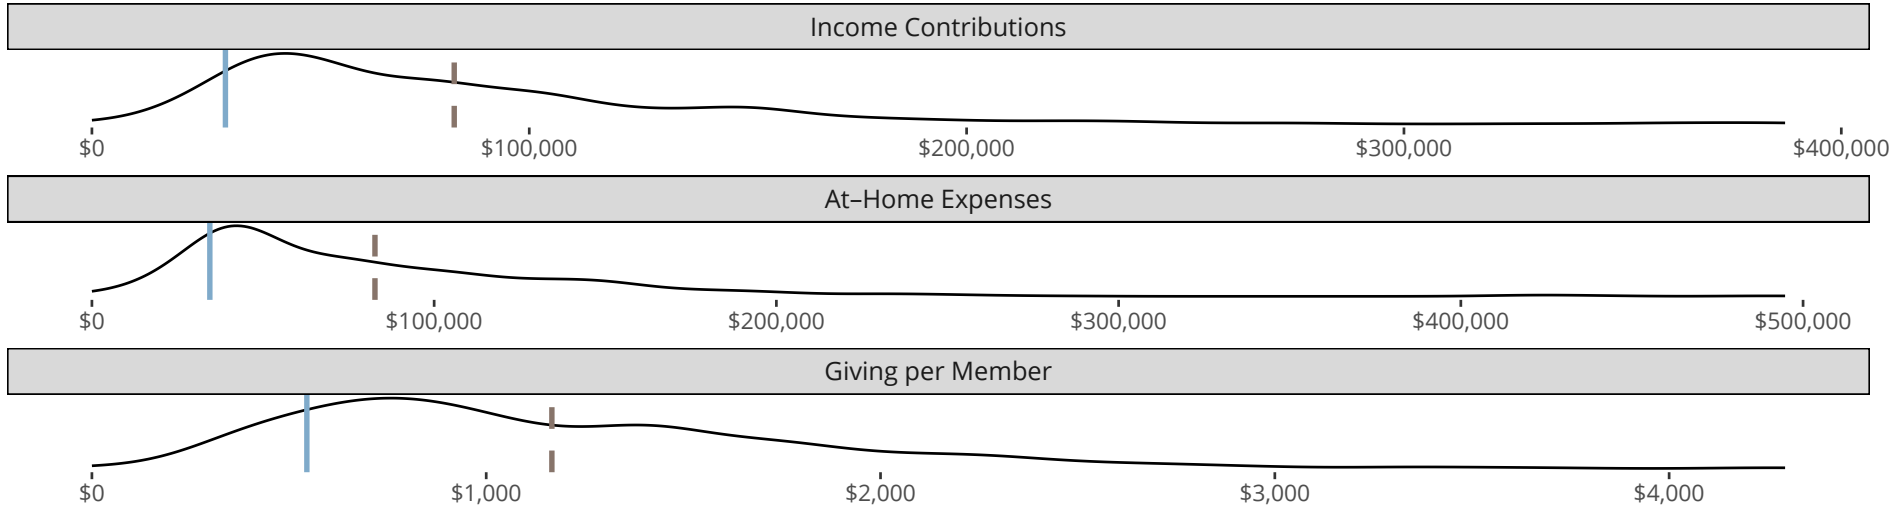 Income Contributions
$0 $100,000 $200,000 $300,000 $400,000
At–Home Expenses
$0 $100,000 $200,000 $300,000 $400,000 $500,000
Giving per Member
$0 $1,000 $2,000 $3,000 $4,000